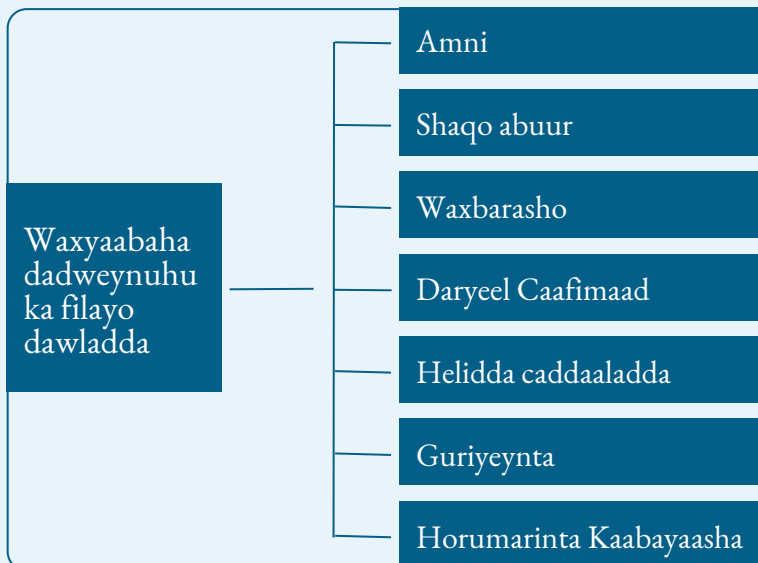 Waxyaabaha
dadweynuhu
ka filayo
dawladda
Amni
Shaqo abuur
Waxbarasho
Daryeel Caafimaad
Helidda caddaaladda
Guriyeynta
Horumarinta Kaabayaasha